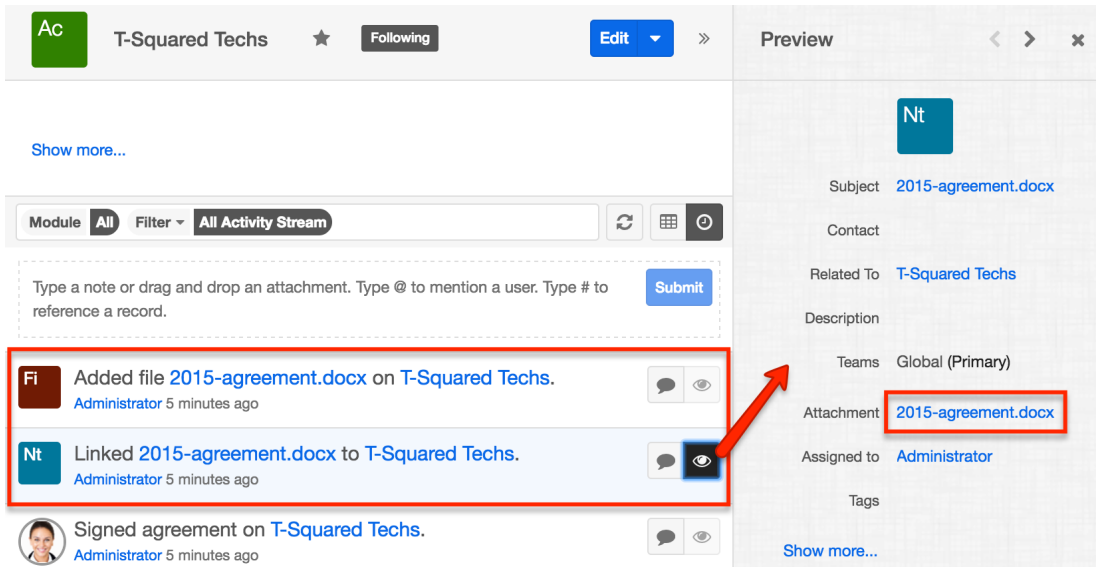 Ac
T-Squared Techs
Following
Edit
Show more...
Module All Filter All Activity Stream
Type a note or drag and drop an attachment. Type @ to mention a user. Type # to
reference a record.
Submit
Fi
Added file 2015-agreement.docx on T-Squared Techs.
Administrator 5 minutes ago
Nt
Linked 2015-agreement.docx to T-Squared Techs.
Administrator 5 minutes ago
Signed agreement on T-Squared Techs.
Administrator 5 minutes ago
Preview
Nt
Subject 2015-agreement.docx
Contact
Related To T-Squared Techs
Description
Teams Global (Primary)
Attachment 2015-agreement.docx
Assigned to Administrator
Tags
Show more...